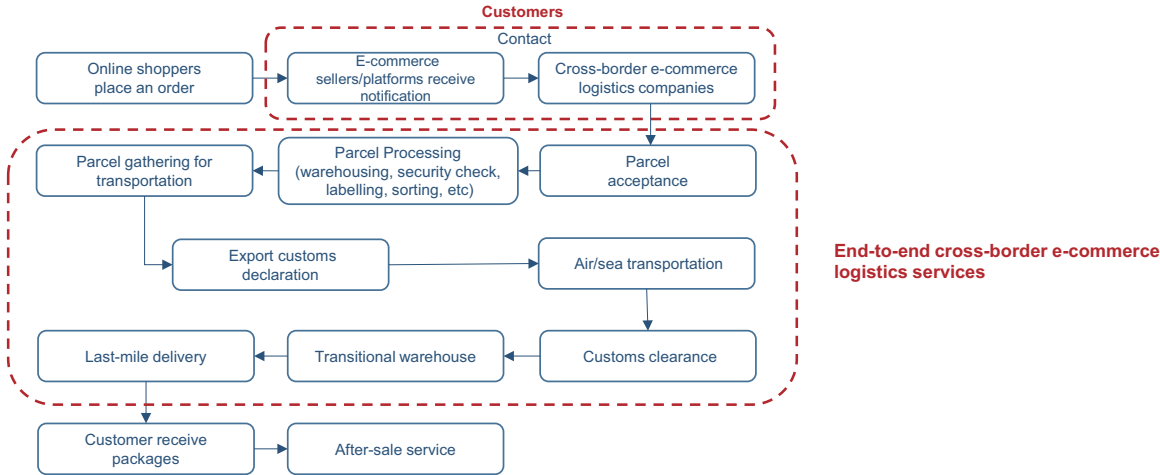 Customers
Contact
Online shoppers
place an order
E-commerce
sellers/platforms receive
notification
Cross-border e-commerce
logistics companies
Parcel gathering for
transportation
Parcel Processing
(warehousing, security check,
labelling, sorting, etc)
Parcel
acceptance
Export customs
declaration
Air/sea transportation
End-to-end cross-border e-commerce
logistics services
Last-mile delivery
Transitional warehouse
Customs clearance
Customer receive
packages
After-sale service